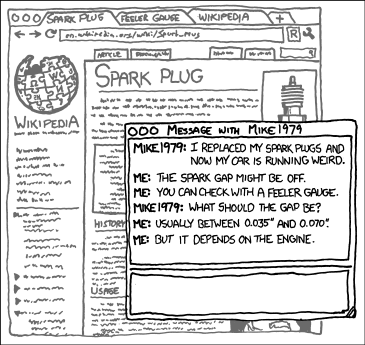 SPARK PLUG
FEELER GAUGE
WIKIPEDIA
+
en.wikipedia.org/wiki/Spark_plug
R
ARTICLE
SPARK PLUG
WIKIPEDIA
HISTORY
USAGE
MESSAGE WITH MIKE1979
MIKE1979: I REPLACED MY SPARK PLUGS AND
NOW MY CAR IS RUNNING WEIRD.
ME: THE SPARK GAP MIGHT BE OFF.
ME: YOU CAN CHECK WITH A FEELER GAUGE.
MIKE1979: WHAT SHOULD THE GAP BE?
ME: USUALLY BETWEEN 0.035" AND 0.070".
ME: BUT IT DEPENDS ON THE ENGINE.